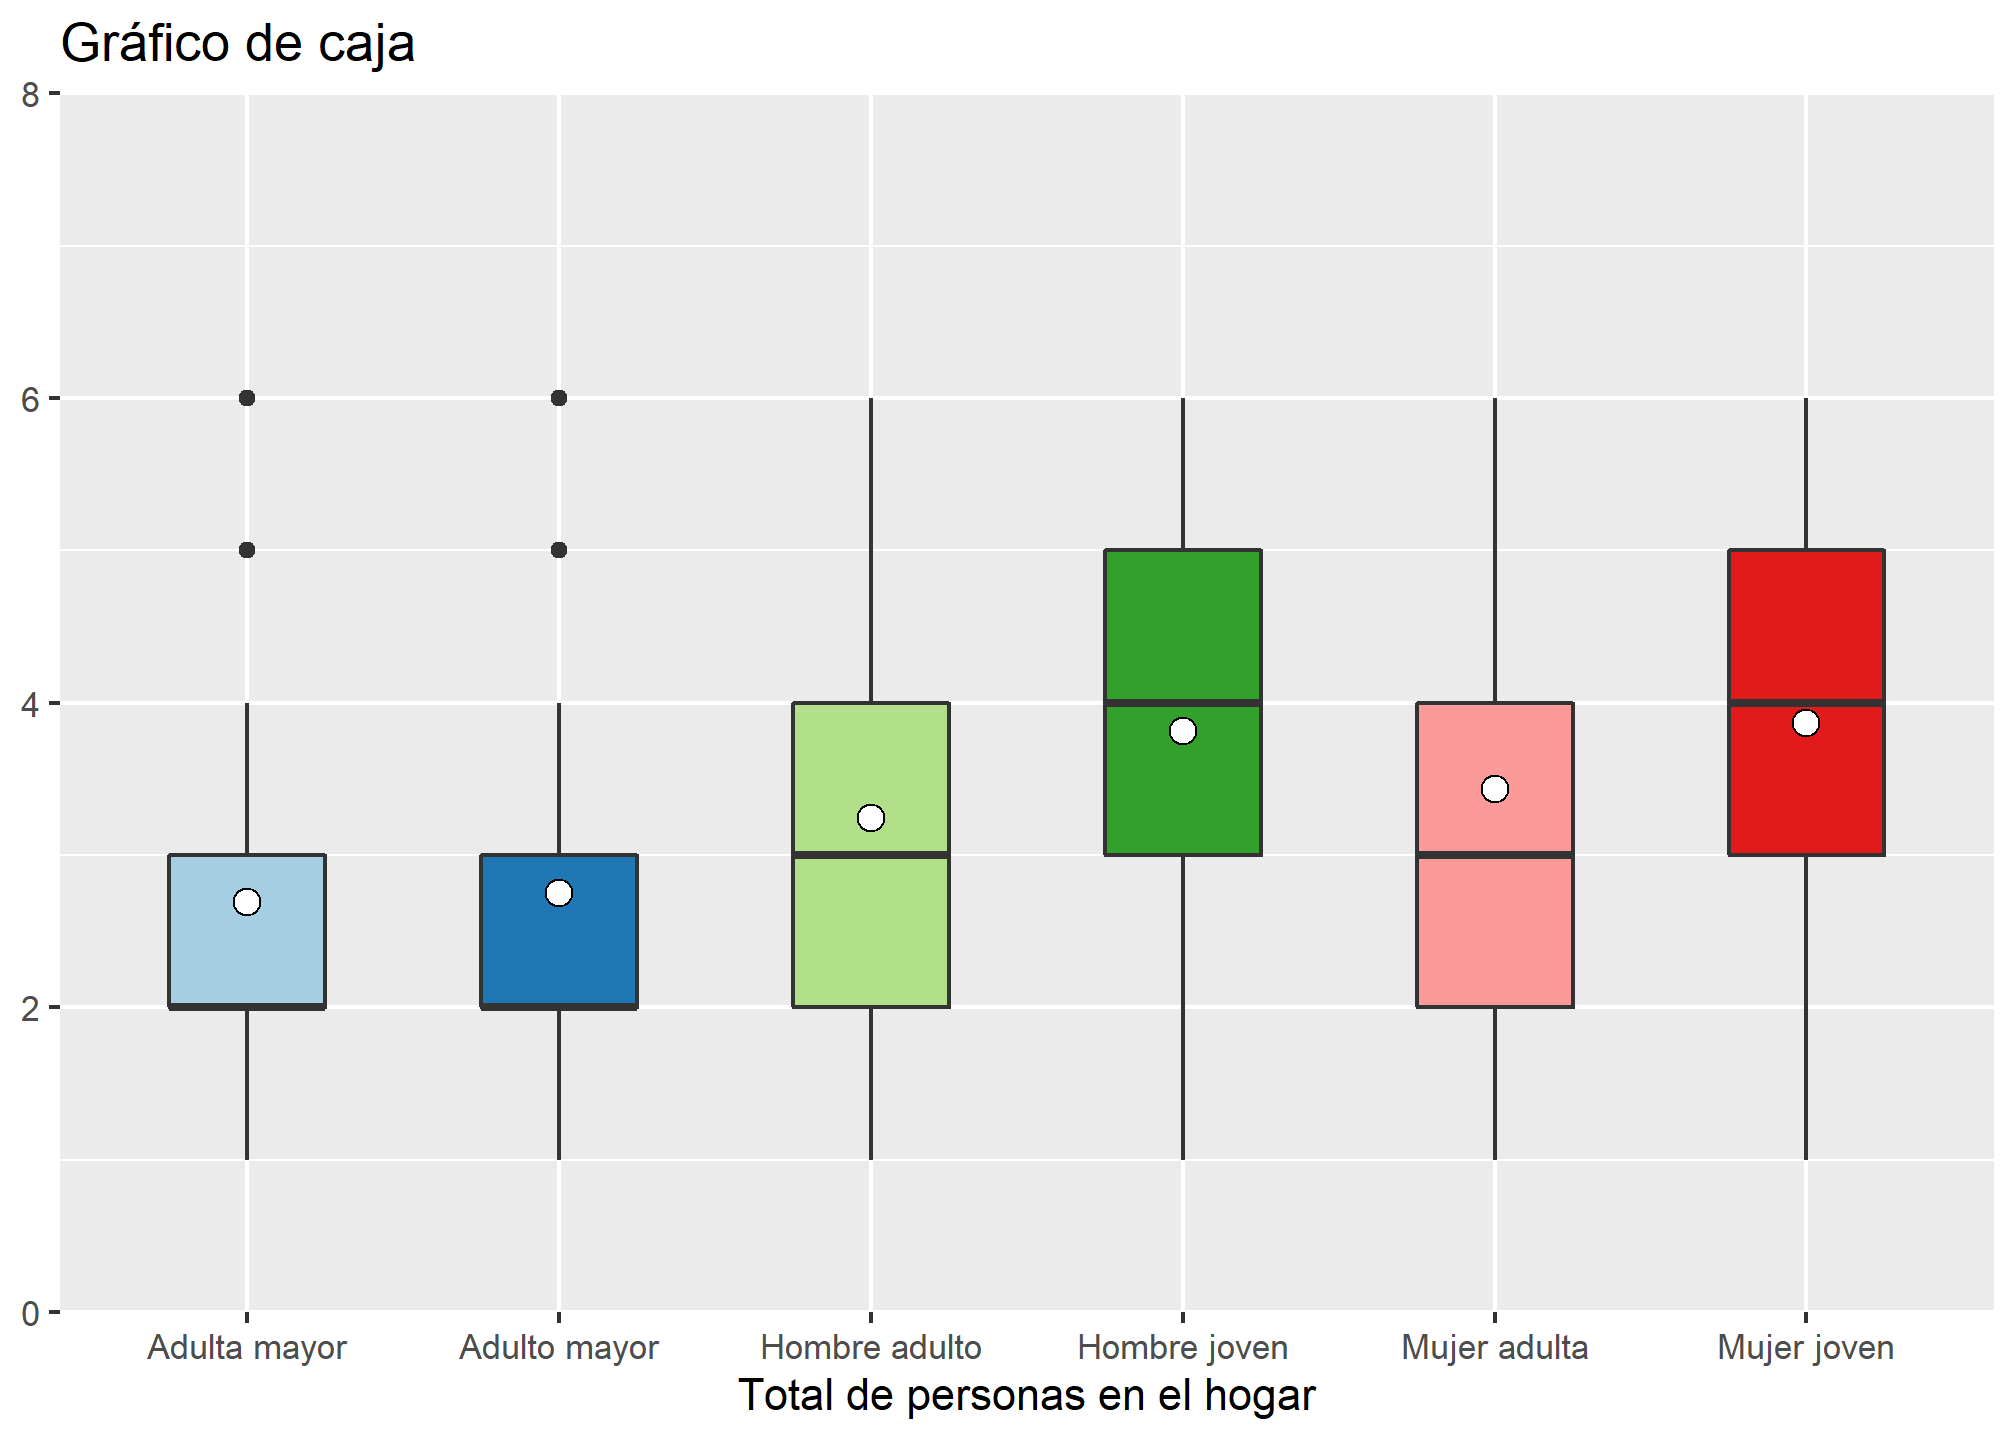 Gráfico de caja
8
6
4
2
0
Adulta mayor Adulto mayor Hombre adulto Hombre joven Mujer adulta Mujer joven
Total de personas en el hogar